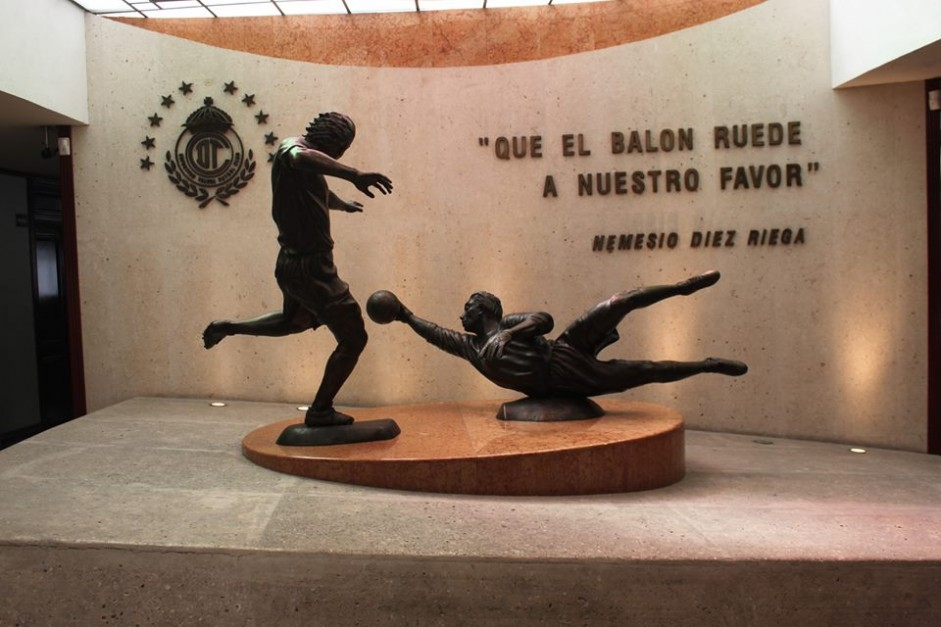 "QUE EL BALON RUEDE
A NUESTRO FAVOR"
NEMESIO DIEZ RIEGA